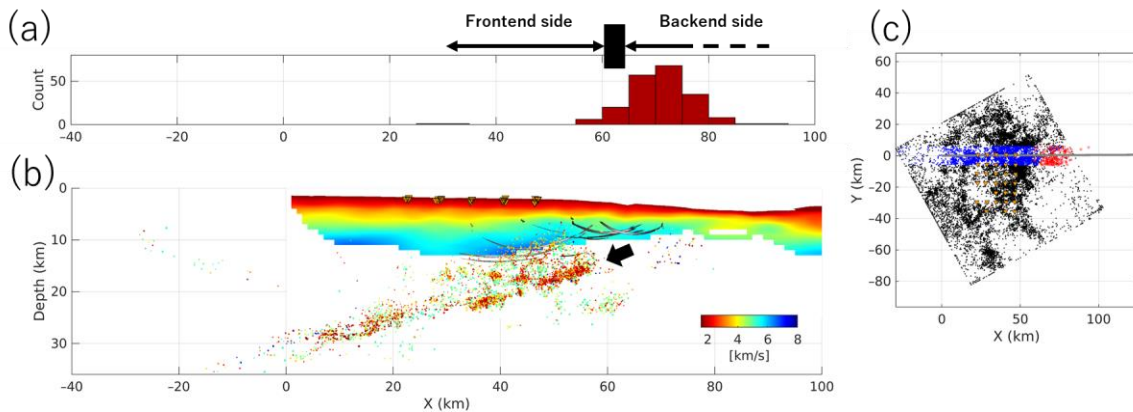 (a)
Frontend side
Backend side
Count
50
0
−40 −20 0 20 40 60 80 100
(b)
Depth (km)
0
10
20
30
2 4 6 8
[km/s]
−40 −20 0 20 40 60 80 100
X (km)
(c)
Y (km)
60
40
20
0
−20
−40
−60
−80
0 50 100
X (km)